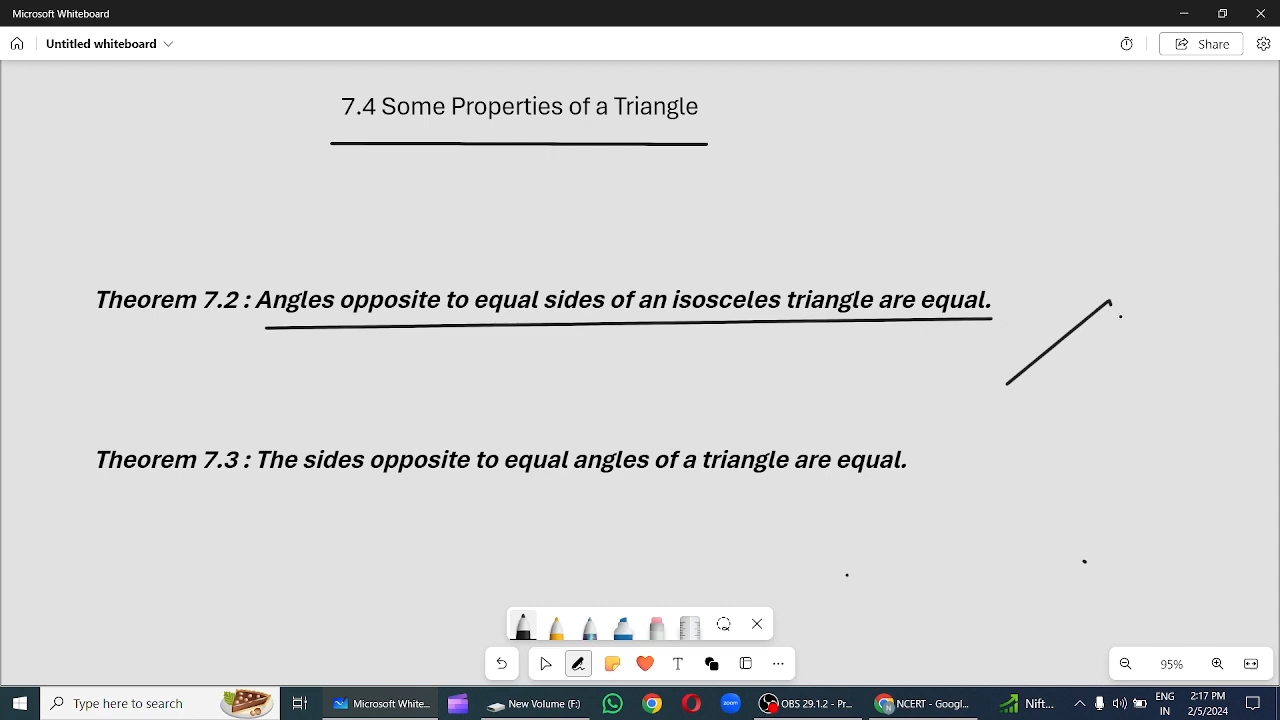 Microsoft Whiteboard
Untitled whiteboard
Share
7.4 Some Properties of a Triangle
Theorem 7.2 : Angles opposite to equal sides of an isosceles triangle are equal.
Theorem 7.3 : The sides opposite to equal angles of a triangle are equal.
T
95%
Type here to search
Microsoft White...
New Volume (F:)
zoom
OBS 29.1.2 - Pr...
NCERT - Googl...
Nift...
ENG
IN
2:17 PM
2/5/2024